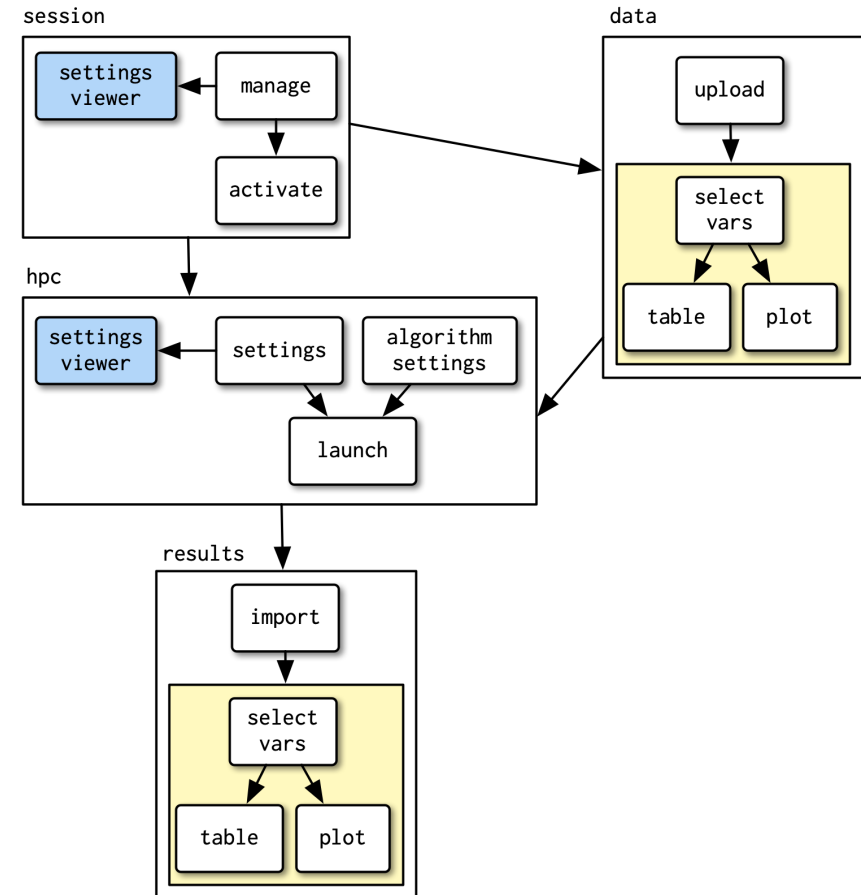 session
settings
viewer
manage
activate
data
upload
select
vars
table
plot
hpc
settings
viewer
settings
algorithm
settings
launch
results
import
select
vars
table
plot